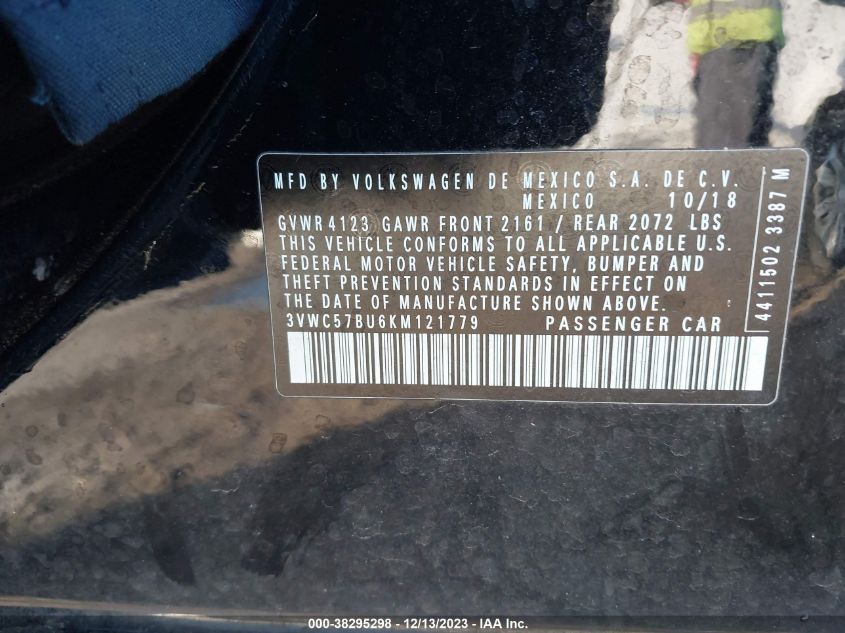 MFD BY VOLKSWAGEN DE MEXICO S.A. DE C.V.
MEXICO 10/18
GVWR 4123 GAWR FRONT 2161 / REAR 2072 LBS
THIS VEHICLE CONFORMS TO ALL APPLICABLE U.S.
FEDERAL MOTOR VEHICLE SAFETY, BUMPER AND
THEFT PREVENTION STANDARDS IN EFFECT ON
THE DATE OF MANUFACTURE SHOWN ABOVE.
3VWC57BU6KM121779 PASSENGER CAR
4411502 3387 M
000-38295298 - 12/13/2023 - IAA Inc.